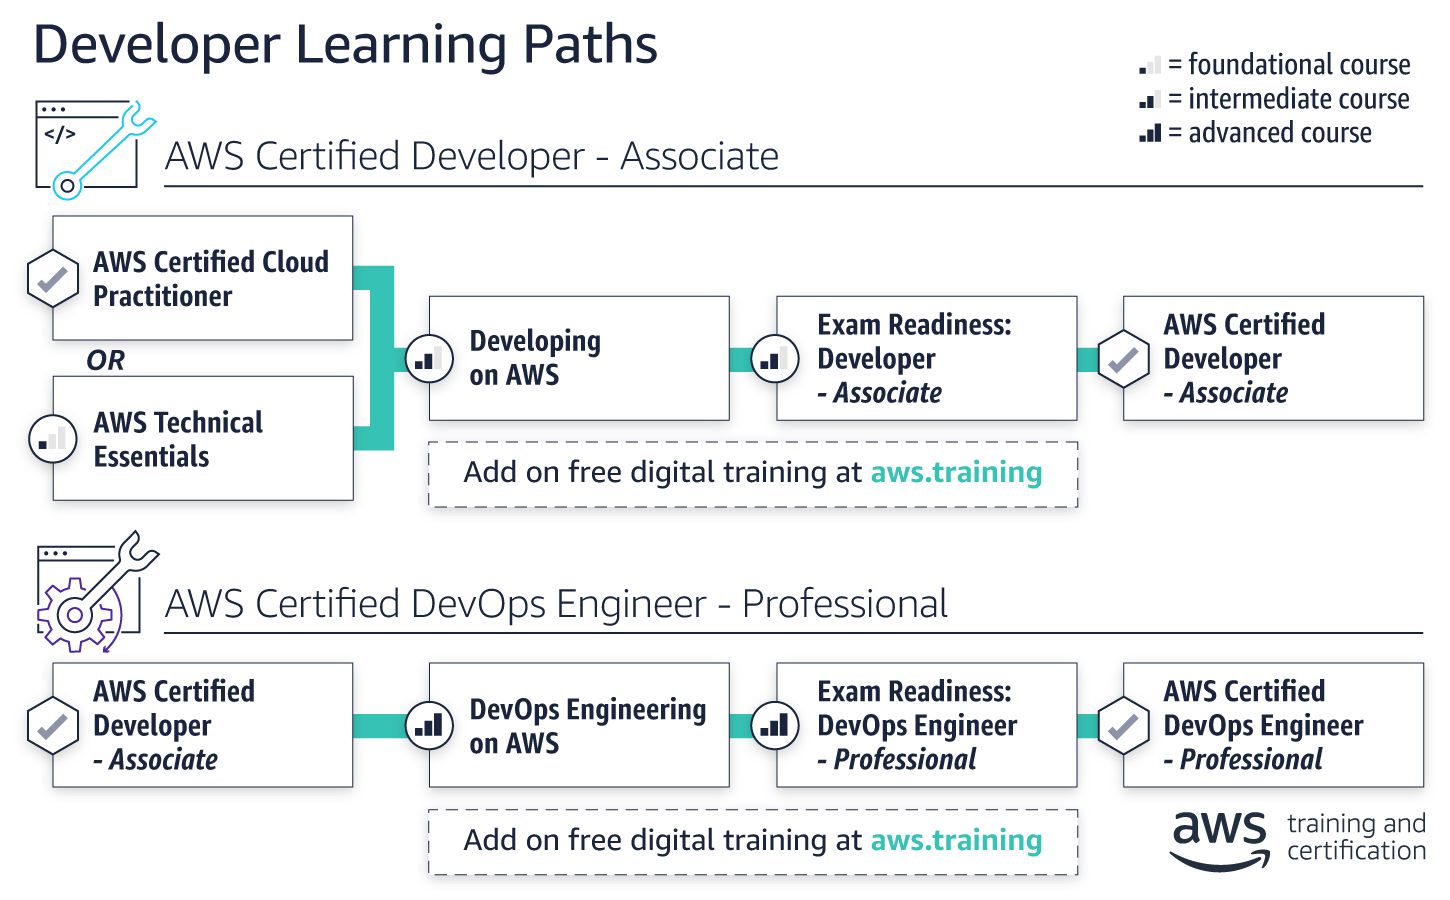 Developer Learning Paths
= foundational course
= intermediate course
= advanced course
</>
AWS Certified Developer - Associate
AWS Certified Cloud
Practitioner
OR
AWS Technical
Essentials
Developing
on AWS
Exam Readiness:
Developer
- Associate
AWS Certified
Developer
- Associate
Add on free digital training at aws.training
AWS Certified DevOps Engineer - Professional
AWS Certified
Developer
- Associate
DevOps Engineering
on AWS
Exam Readiness:
DevOps Engineer
- Professional
AWS Certified
DevOps Engineer
- Professional
Add on free digital training at aws.training
aws
training and
certification